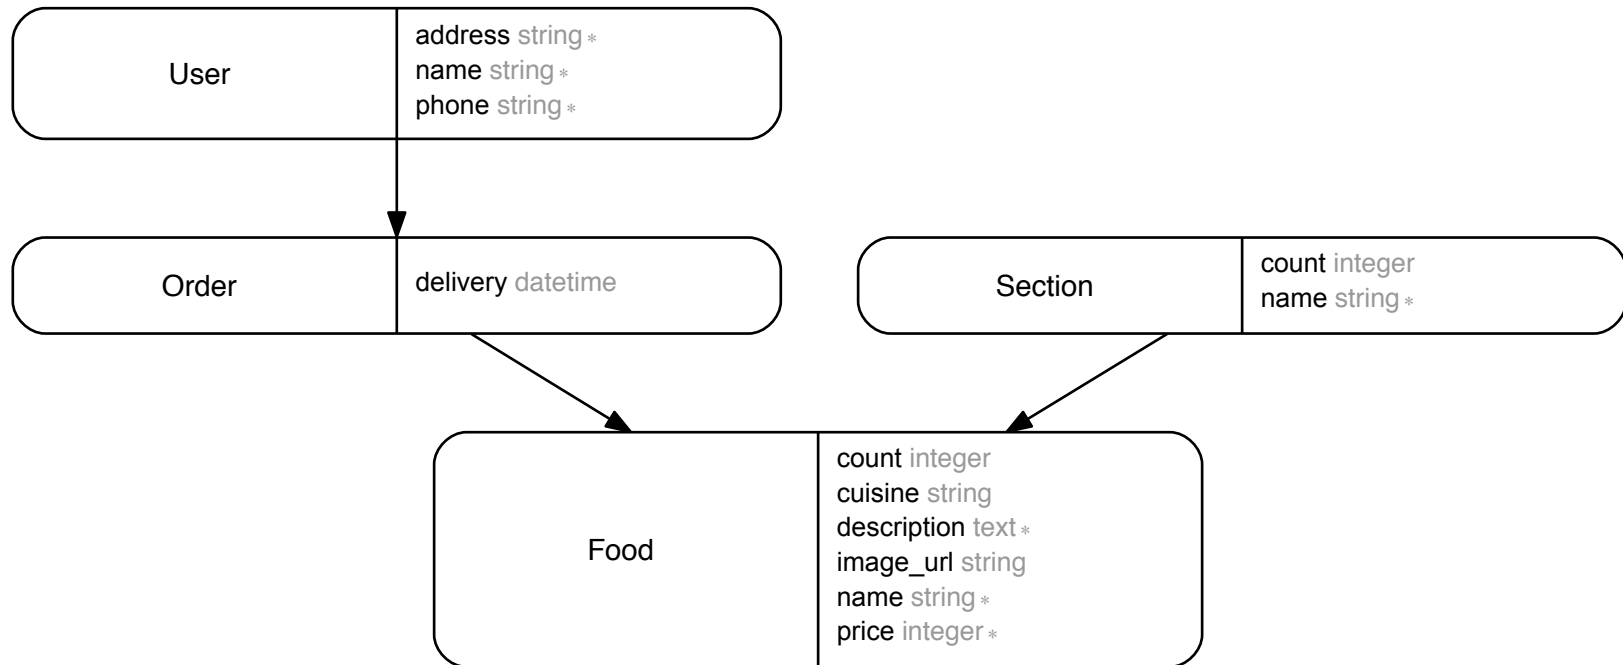 User
address string *
name string *
phone string *
Order
delivery datetime
Section
count integer
name string *
Food
count integer
cuisine string
description text *
image_url string
name string *
price integer *